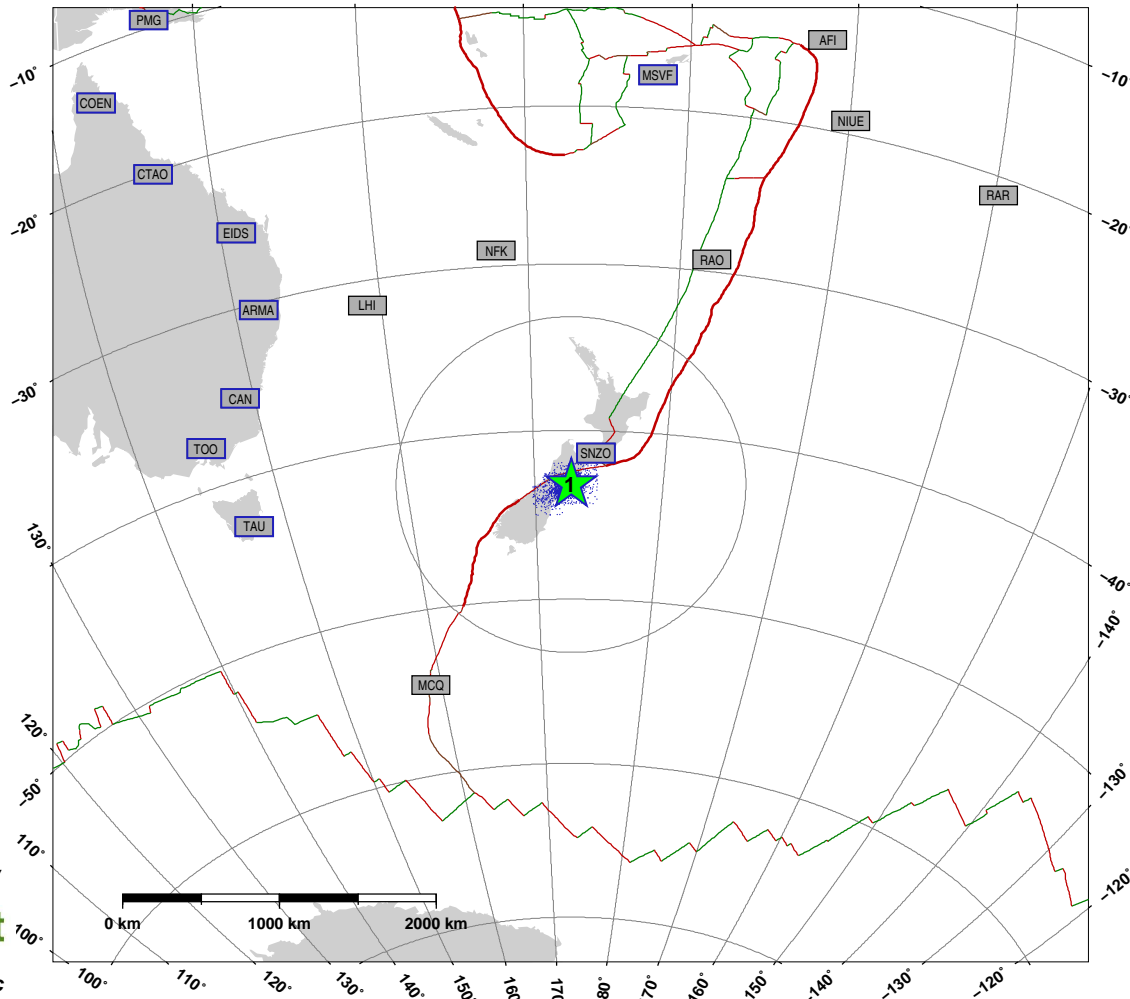 PMG
AFI
−10˚
MSVF
−10˚
COEN
NIUE
CTAO
RAR
−20˚
−20˚
EIDS
NFK
RAO
LHI
ARMA
−30˚
−30˚
CAN
TOO
SNZO
1
TAU
130˚
−40˚
−140˚
MCQ
120˚
−50˚
−130˚
110˚
−120˚
0 km 1000 km 2000 km
100˚
100˚ 110˚ 120˚ 130˚ 140˚ 150˚ 160˚ 170˚ 180˚ −170˚ −160˚ −150˚ −140˚ −130˚ −120˚